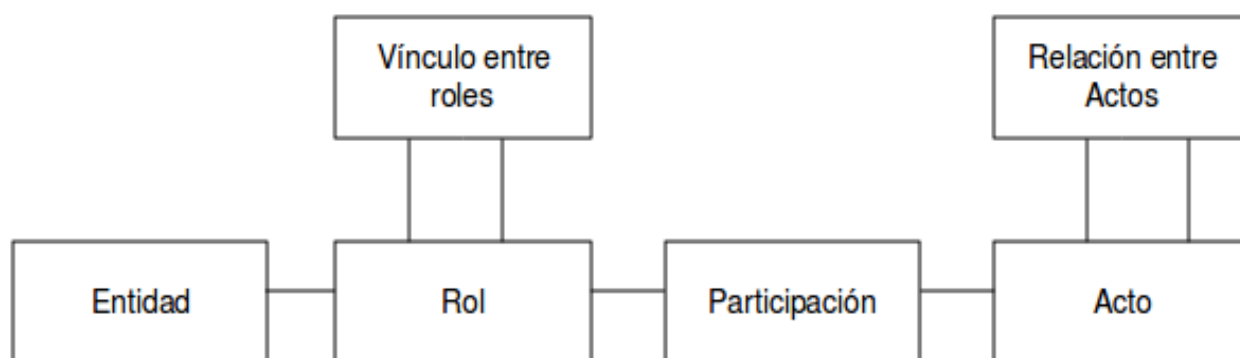 Vínculo entre
roles
Relación entre
Actos
Entidad
Rol
Participación
Acto